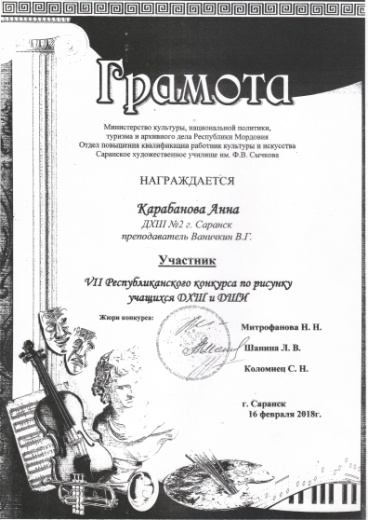 Грамота
Министерство культуры, национальной политики,
туризма и архивного дела Республики Мордовия
Отдел повышения квалификации работник культуры и искусства
Саранское художественное училище им. Ф.В. Сычкова
НАГРАЖДАЕТСЯ
Карабанова Анна
ДХШ №2 г. Саранск
преподаватель Ваничкин В.Г.
Участник
VII Республиканского конкурса по рисунку
учащихся ДХШ и ДШИ
Жюри конкурса:
Митрофанова Н. Н.
Шанина Л. В.
Коломиец С. Н.
г. Саранск
16 февраля 2018г.